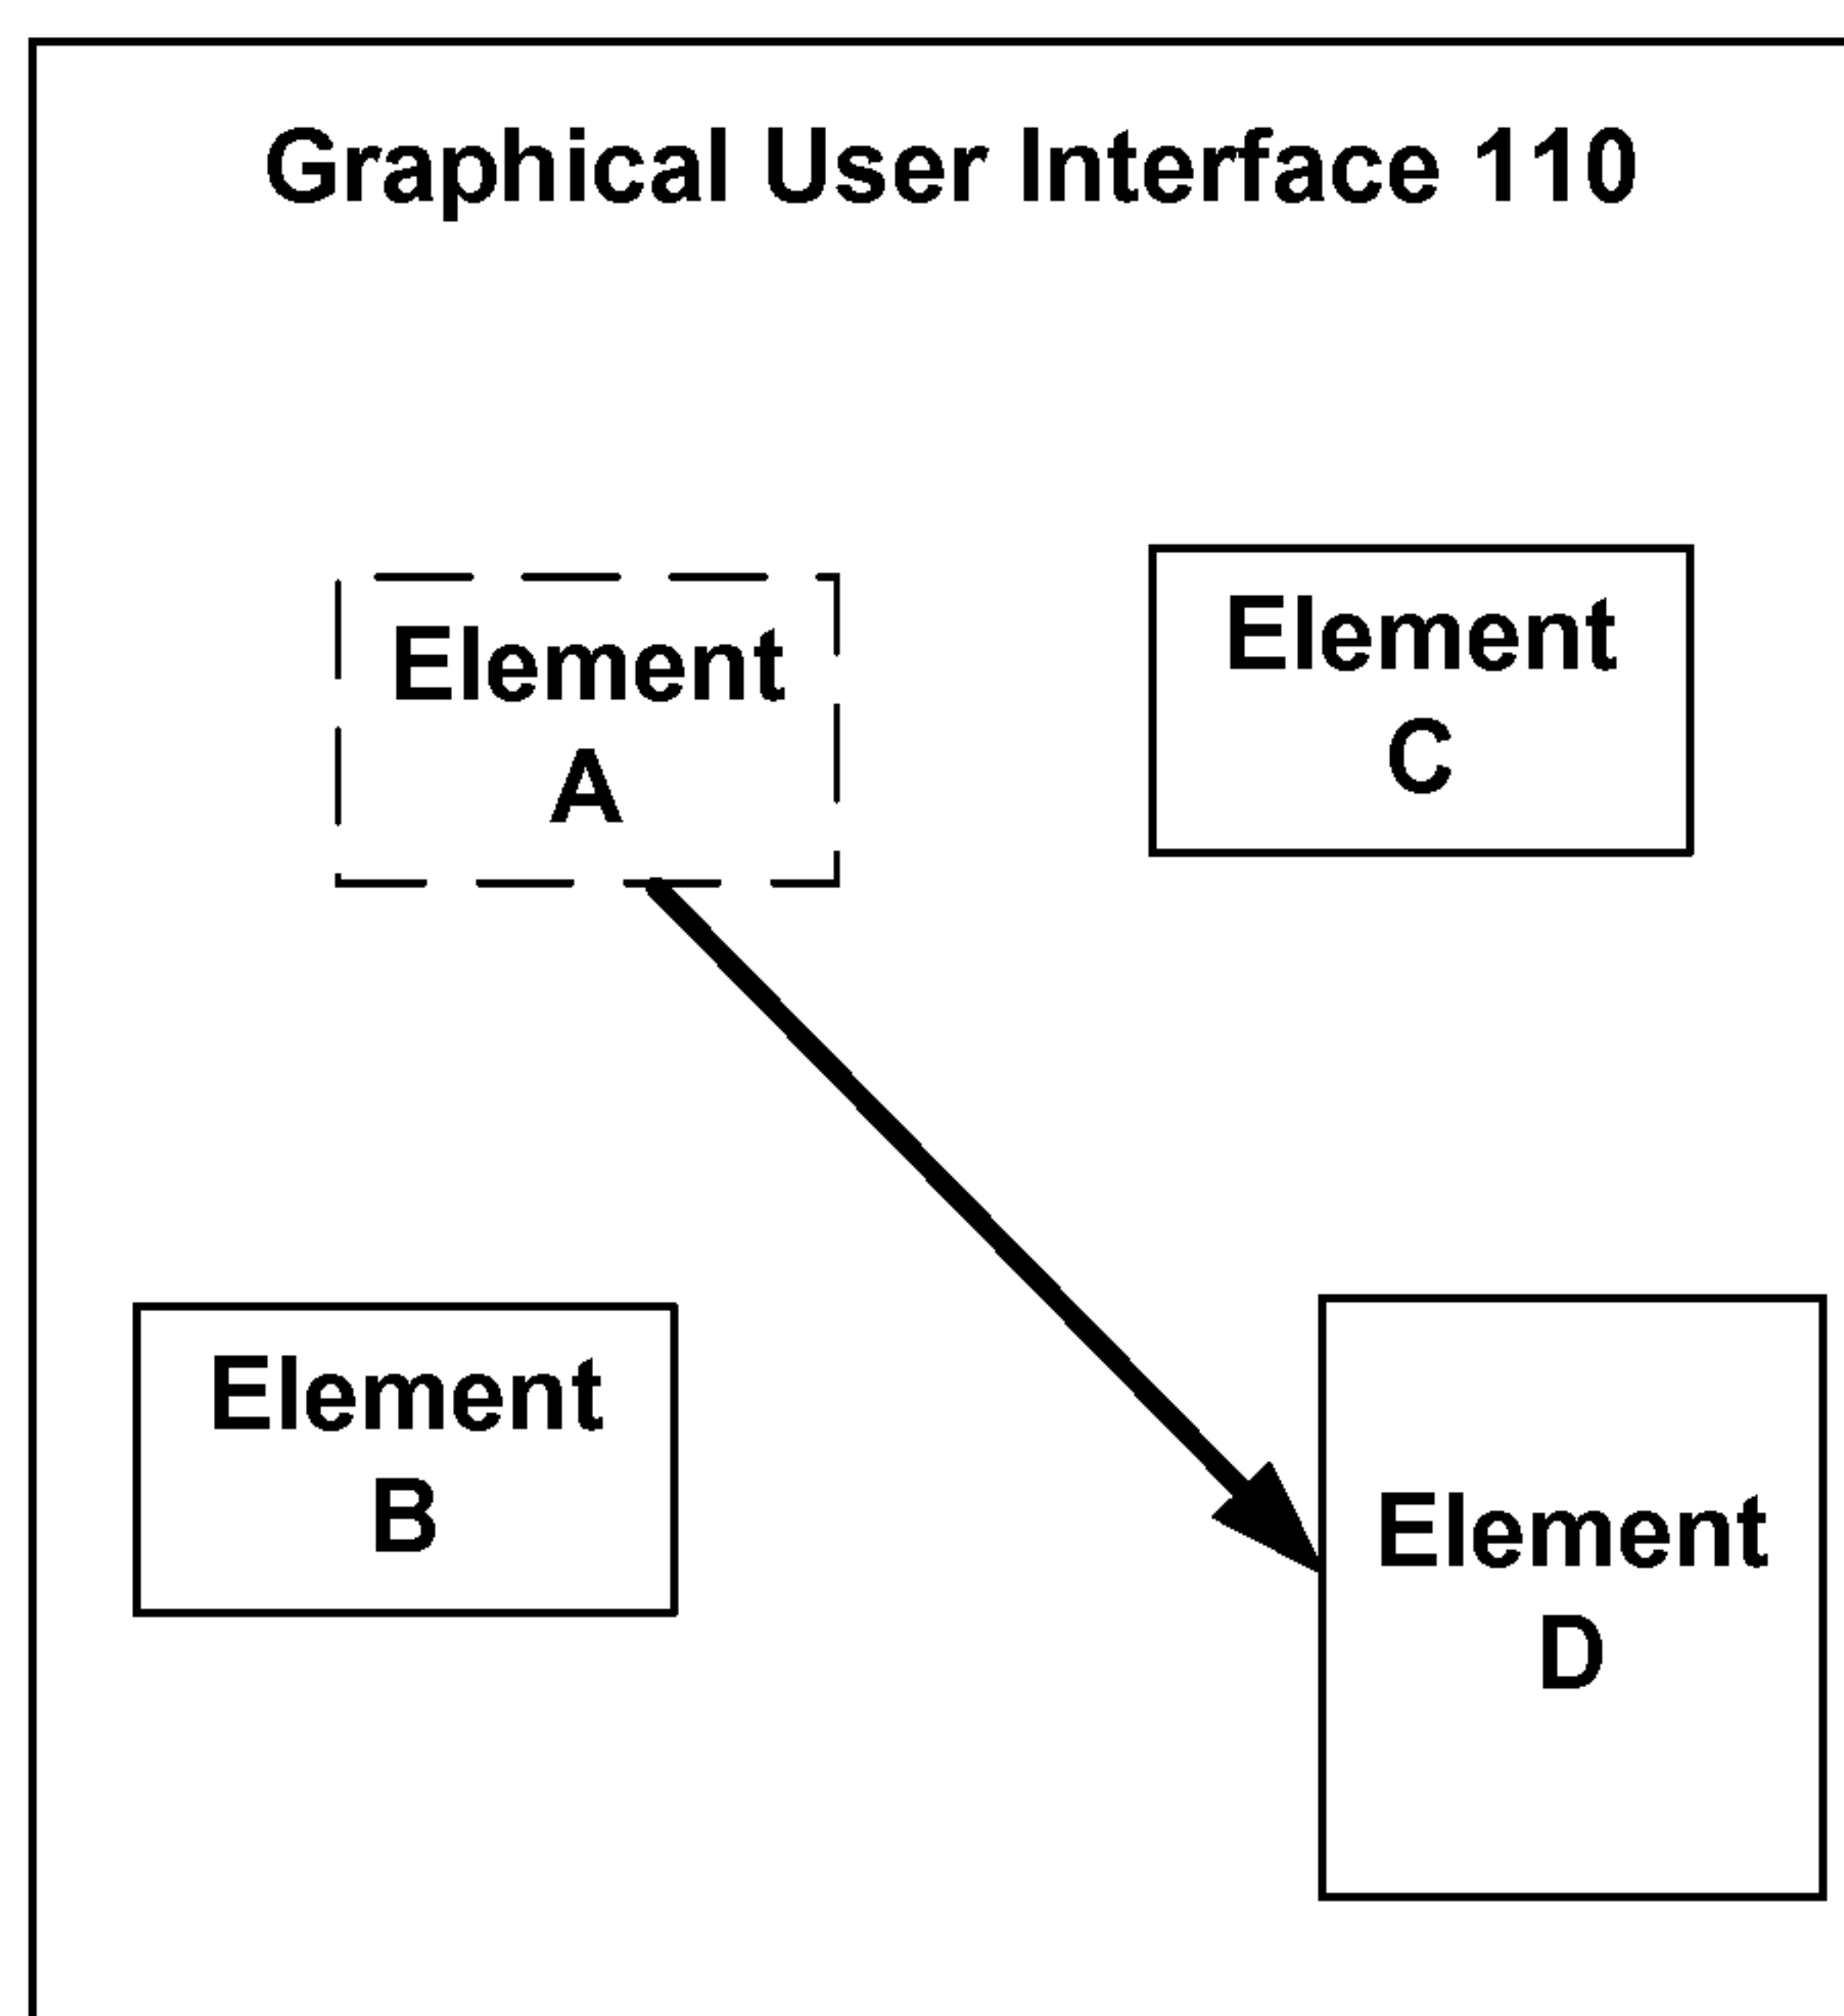 Graphical User Interface 110
Element
A
Element
C
Element
B
Element
D